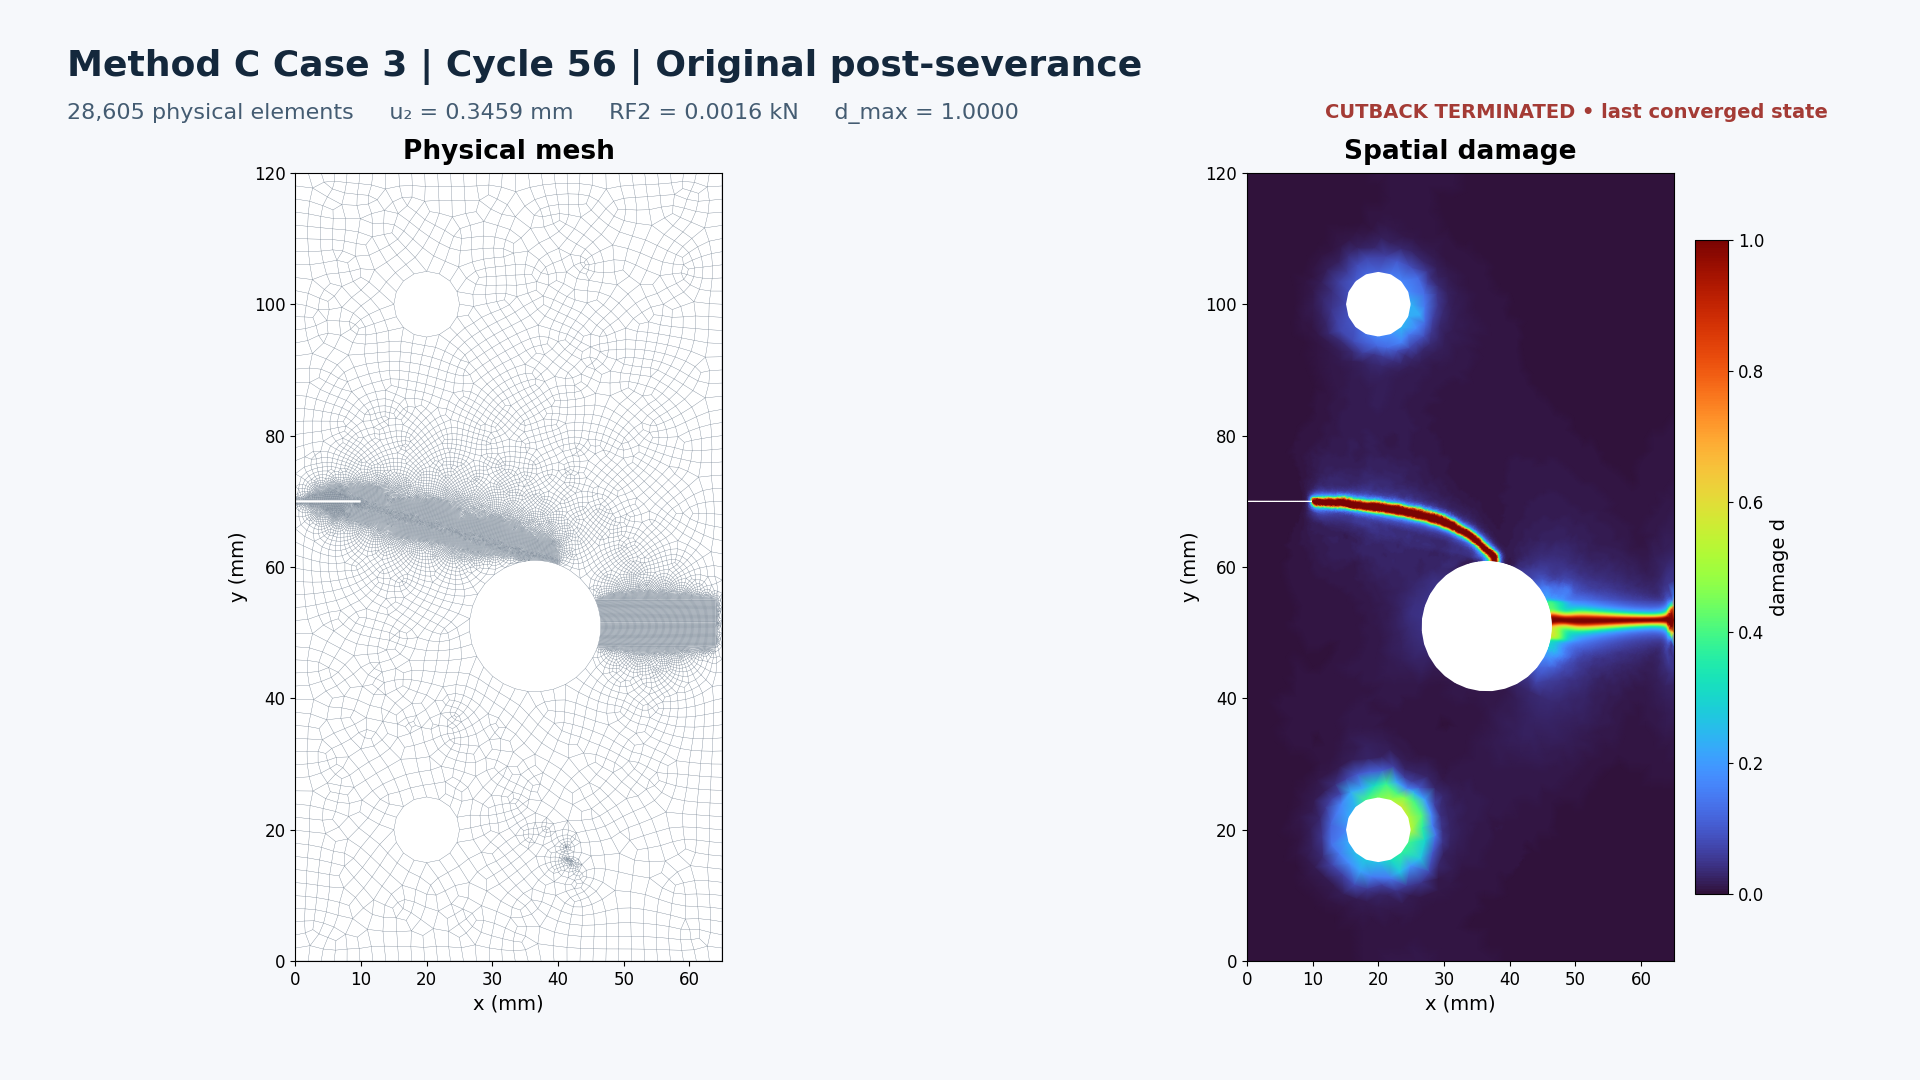 Method C Case 3 | Cycle 56 | Original post-severance
28,605 physical elements u₂ = 0.3459 mm RF2 = 0.0016 kN d_max = 1.0000
CUTBACK TERMINATED • last converged state
Physical mesh
120
100
80
60
40
20
0
y (mm)
0 10 20 30 40 50 60
x (mm)
Spatial damage
120
100
80
60
40
20
0
y (mm)
0 10 20 30 40 50 60
x (mm)
1.0
0.8
0.6
0.4
0.2
0.0
damage d